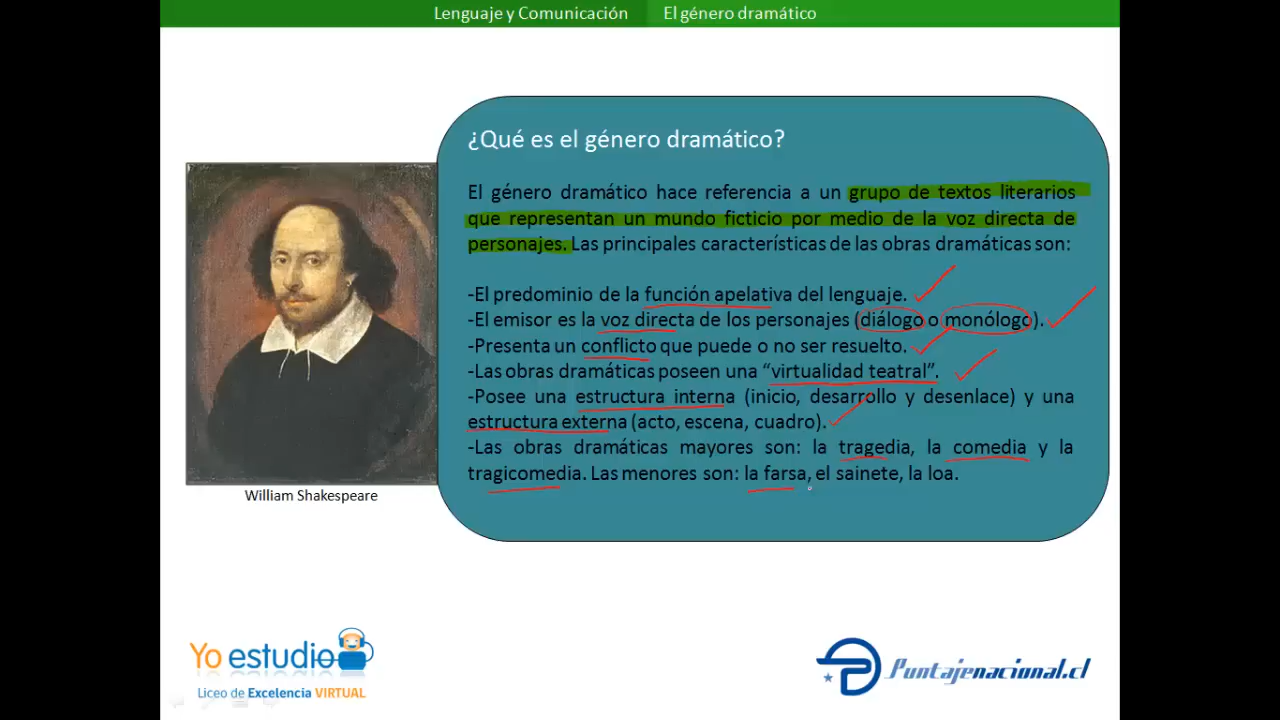 Lenguaje y Comunicación El género dramático
¿Qué es el género dramático?
El género dramático hace referencia a un grupo de textos literarios
que representan un mundo ficticio por medio de la voz directa de
personajes. Las principales características de las obras dramáticas son:
-El predominio de la función apelativa del lenguaje.
-El emisor es la voz directa de los personajes (diálogo o monólogo).
-Presenta un conflicto que puede o no ser resuelto.
-Las obras dramáticas poseen una “virtualidad teatral”.
-Posee una estructura interna (inicio, desarrollo y desenlace) y una
estructura externa (acto, escena, cuadro).
-Las obras dramáticas mayores son: la tragedia, la comedia y la
tragicomedia. Las menores son: la farsa, el sainete, la loa.
William Shakespeare
Yo estudio
Liceo de Excelencia VIRTUAL
Puntajenacional.cl